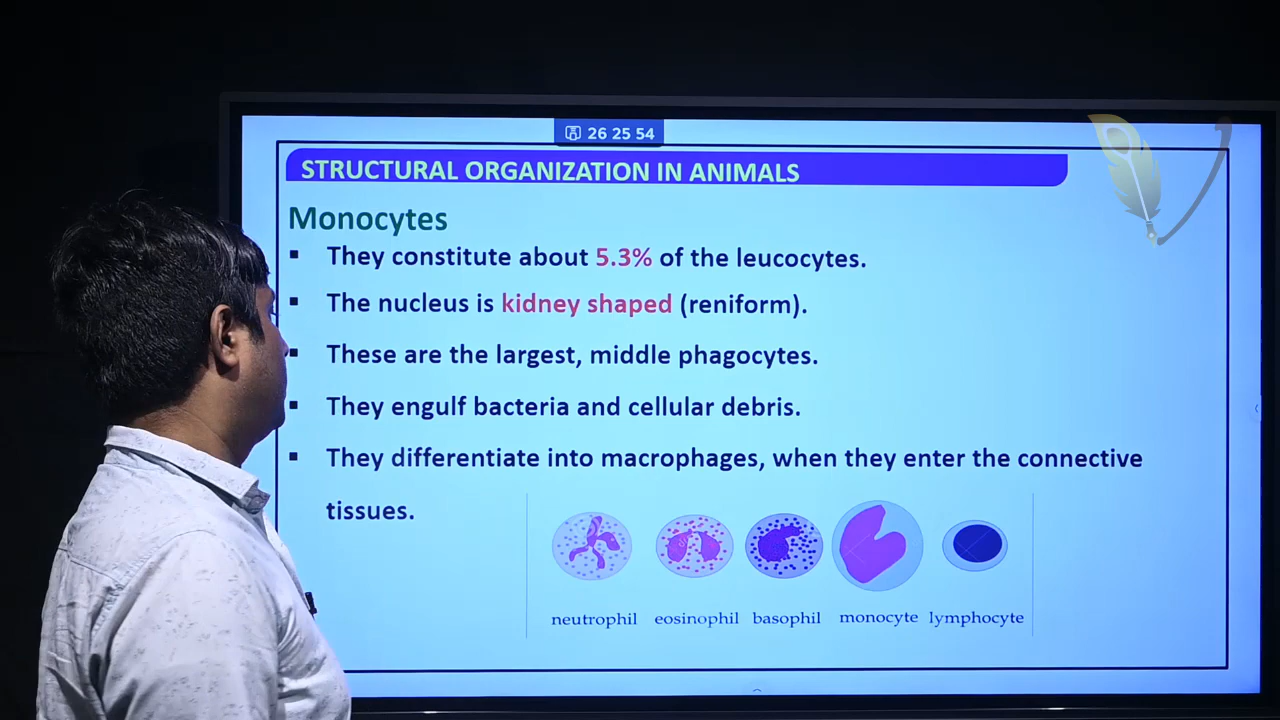 26 25 54
STRUCTURAL ORGANIZATION IN ANIMALS
Monocytes
▪ They constitute about 5.3% of the leucocytes.
▪ The nucleus is kidney shaped (reniform).
▪ These are the largest, middle phagocytes.
▪ They engulf bacteria and cellular debris.
▪ They differentiate into macrophages, when they enter the connective
tissues.
neutrophil eosinophil basophil monocyte lymphocyte